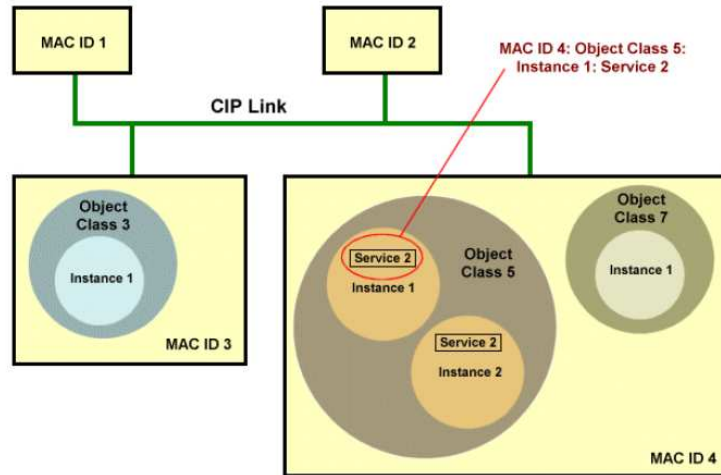 MAC ID 1
MAC ID 2
MAC ID 4: Object Class 5:
Instance 1: Service 2
CIP Link
Object
Class 3
Instance 1
MAC ID 3
Service 2
Instance 1
Object
Class 5
Service 2
Instance 2
Object
Class 7
Instance 1
MAC ID 4